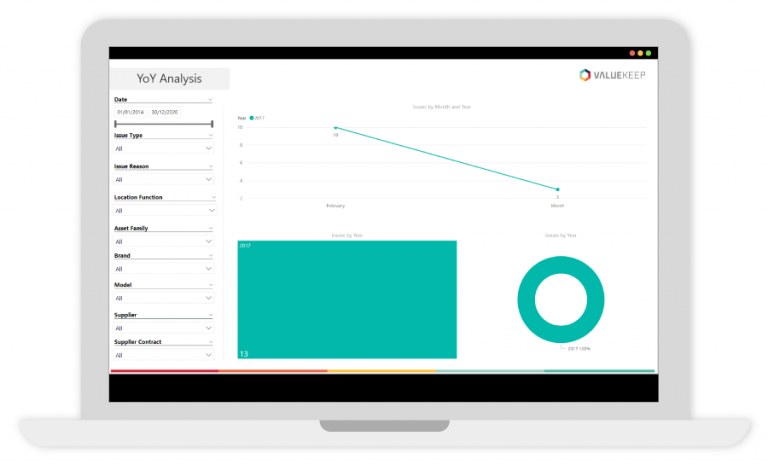 YoY Analysis
VALUEKEEP
Date
01/01/2014 30/12/2020
Issue Type
All
Issue Reason
All
Location Function
All
Asset Family
All
Brand
All
Model
All
Supplier
All
Supplier Contract
All
Issues by Month and Year
Year 2017
10
8
6
4
2
10
3
February
Month
Issues by Year
2017
13
Issues by Year
2017 100%